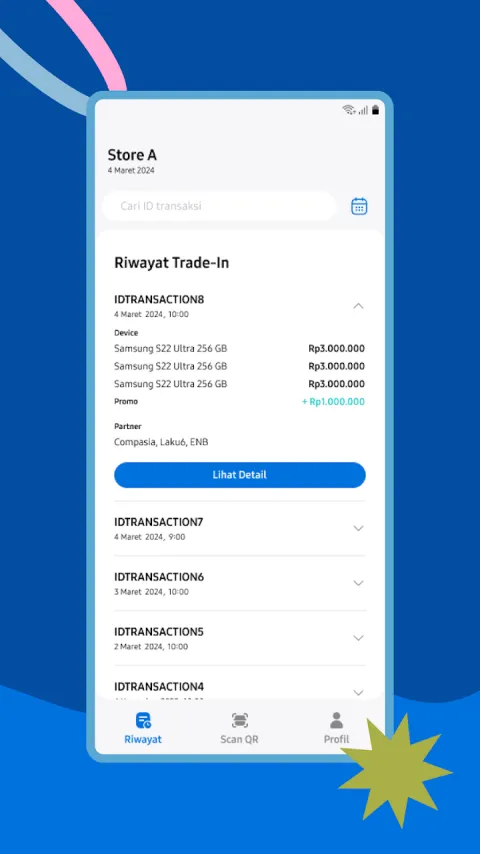 Store A
4 Maret 2024
Cari ID transaksi
Riwayat Trade-In
IDTRANSACTION8
4 Maret 2024, 10:00
Device
Samsung S22 Ultra 256 GB Rp3.000.000
Samsung S22 Ultra 256 GB Rp3.000.000
Samsung S22 Ultra 256 GB Rp3.000.000
Promo + Rp1.000.000
Partner
Compasia, Laku6, ENB
Lihat Detail
IDTRANSACTION7
4 Maret 2024, 9:00
IDTRANSACTION6
3 Maret 2024, 10:00
IDTRANSACTION5
2 Maret 2024, 10:00
IDTRANSACTION4
Riwayat Scan QR Profil